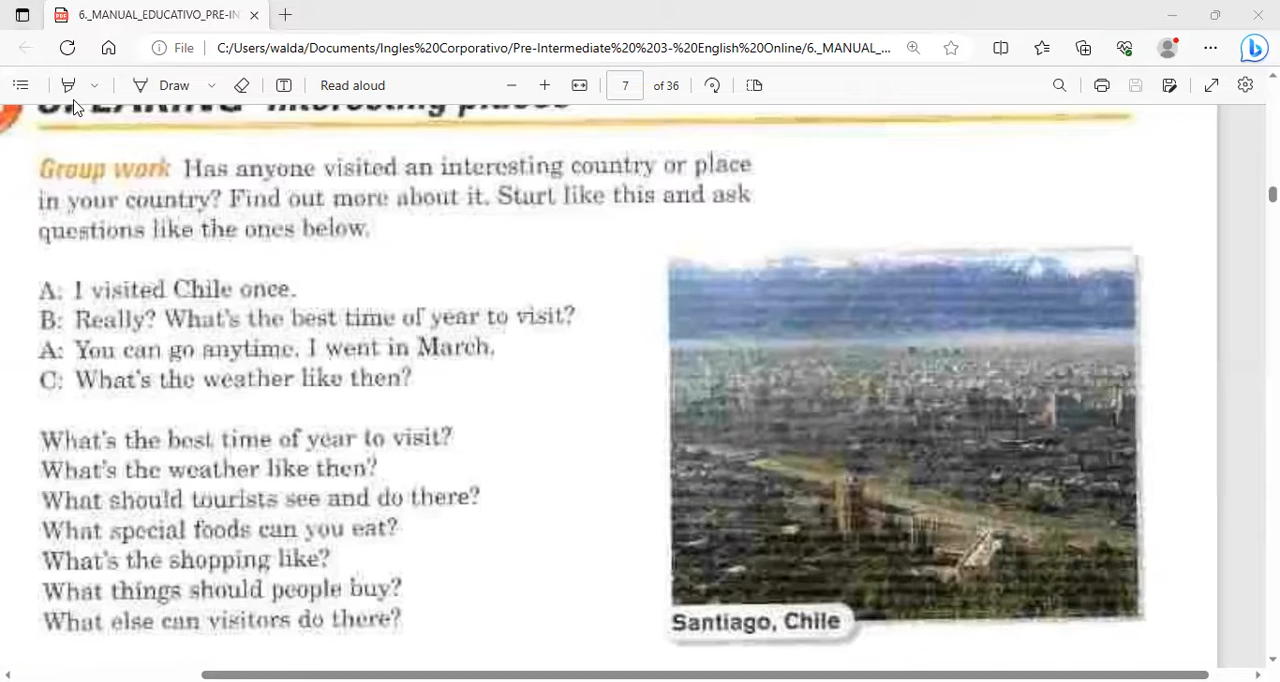 6._MANUAL_EDUCATIVO_PRE-IN
File C:/Users/walda/Documents/Ingles%20Corporativo/Pre-Intermediate%20%203-%20English%20Online/6._MANUAL_...
Draw Read aloud 7 of 36
SPEAKING Interesting places
Group work Has anyone visited an interesting country or place
in your country? Find out more about it. Start like this and ask
questions like the ones below.
A: I visited Chile once.
B: Really? What's the best time of year to visit?
A: You can go anytime. I went in March.
C: What's the weather like then?
What's the best time of year to visit?
What's the weather like then?
What should tourists see and do there?
What special foods can you eat?
What's the shopping like?
What things should people buy?
What else can visitors do there?
Santiago, Chile